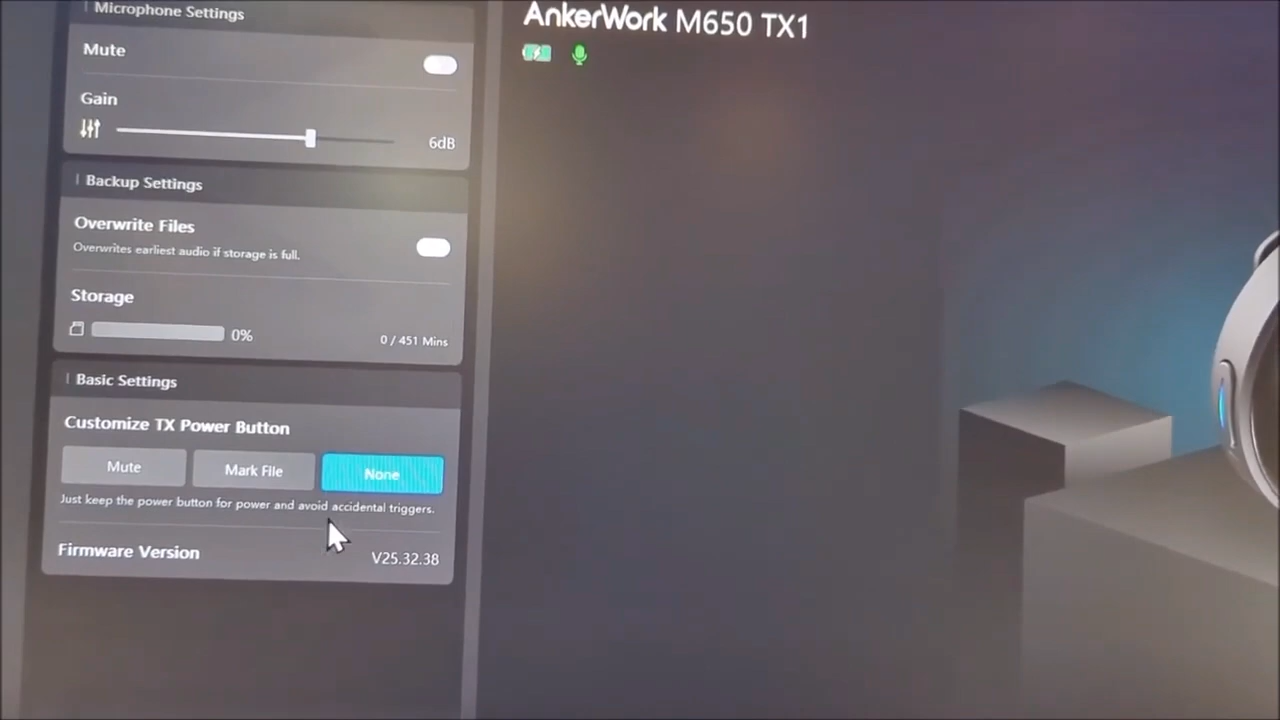 Microphone Settings
Mute
Gain
6dB
Backup Settings
Overwrite Files
Overwrites earliest audio if storage is full.
Storage
0%
0 / 451 Mins
Basic Settings
Customize TX Power Button
Mute
Mark File
None
Just keep the power button for power and avoid accidental triggers.
Firmware Version
V25.32.38
AnkerWork M650 TX1